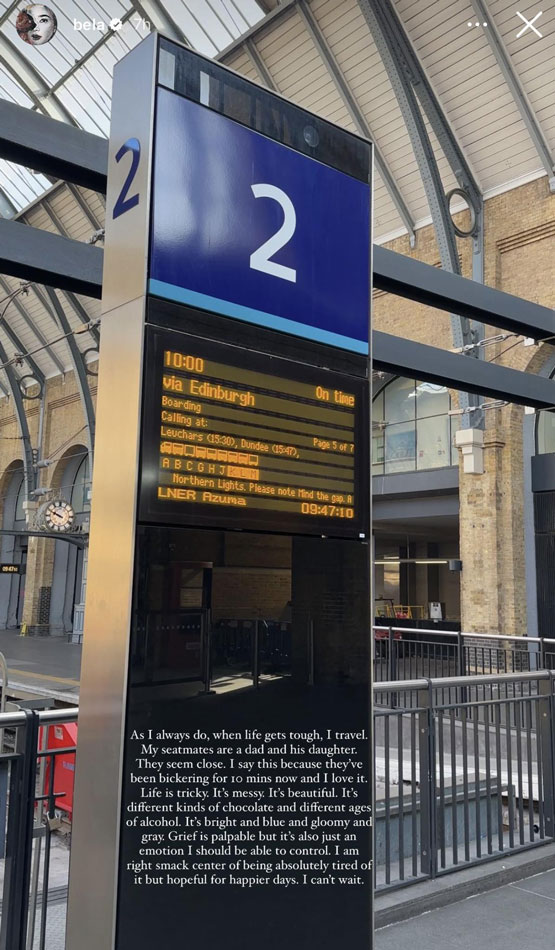 bela 7h
2
2
10:00
via Edinburgh On time
Boarding
Calling at: Page 5 of 7
Leuchars (15:30), Dundee (15:47),
A B C G H J
Northern Lights. Please note Mind the gap. A
LNER Azuma 09:47:10
As I always do, when life gets tough, I travel.
My seatmates are a dad and his daughter.
They seem close. I say this because they've
been bickering for 10 mins now and I love it.
Life is tricky. It's messy. It's beautiful. It's
different kinds of chocolate and different ages
of alcohol. It's bright and blue and gloomy and
gray. Grief is palpable but it's also just an
emotion I should be able to control. I am
right smack center of being absolutely tired of
it but hopeful for happier days. I can't wait.